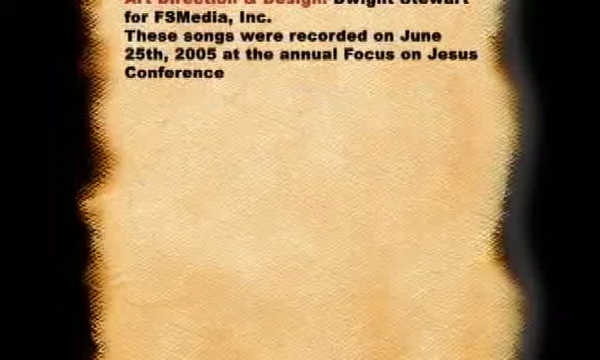 Art Direction & Design: Dwight Stewart
for FSMedia, Inc.
These songs were recorded on June
25th, 2005 at the annual Focus on Jesus
Conference